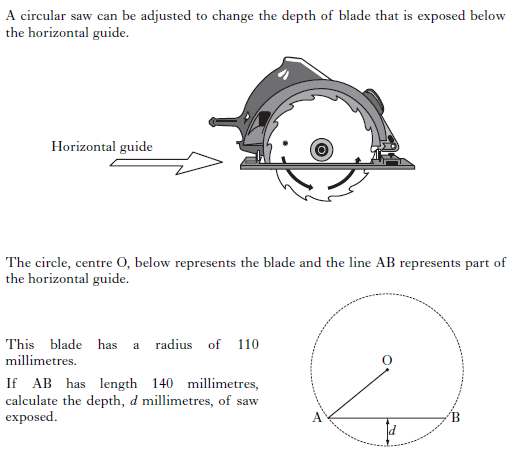 A circular saw can be adjusted to change the depth of blade that is exposed below
the horizontal guide.
Horizontal guide
The circle, centre O, below represents the blade and the line AB represents part of
the horizontal guide.
This blade has a radius of 110
millimetres.
If AB has length 140 millimetres,
calculate the depth, d millimetres, of saw
exposed.
O
A
B
d